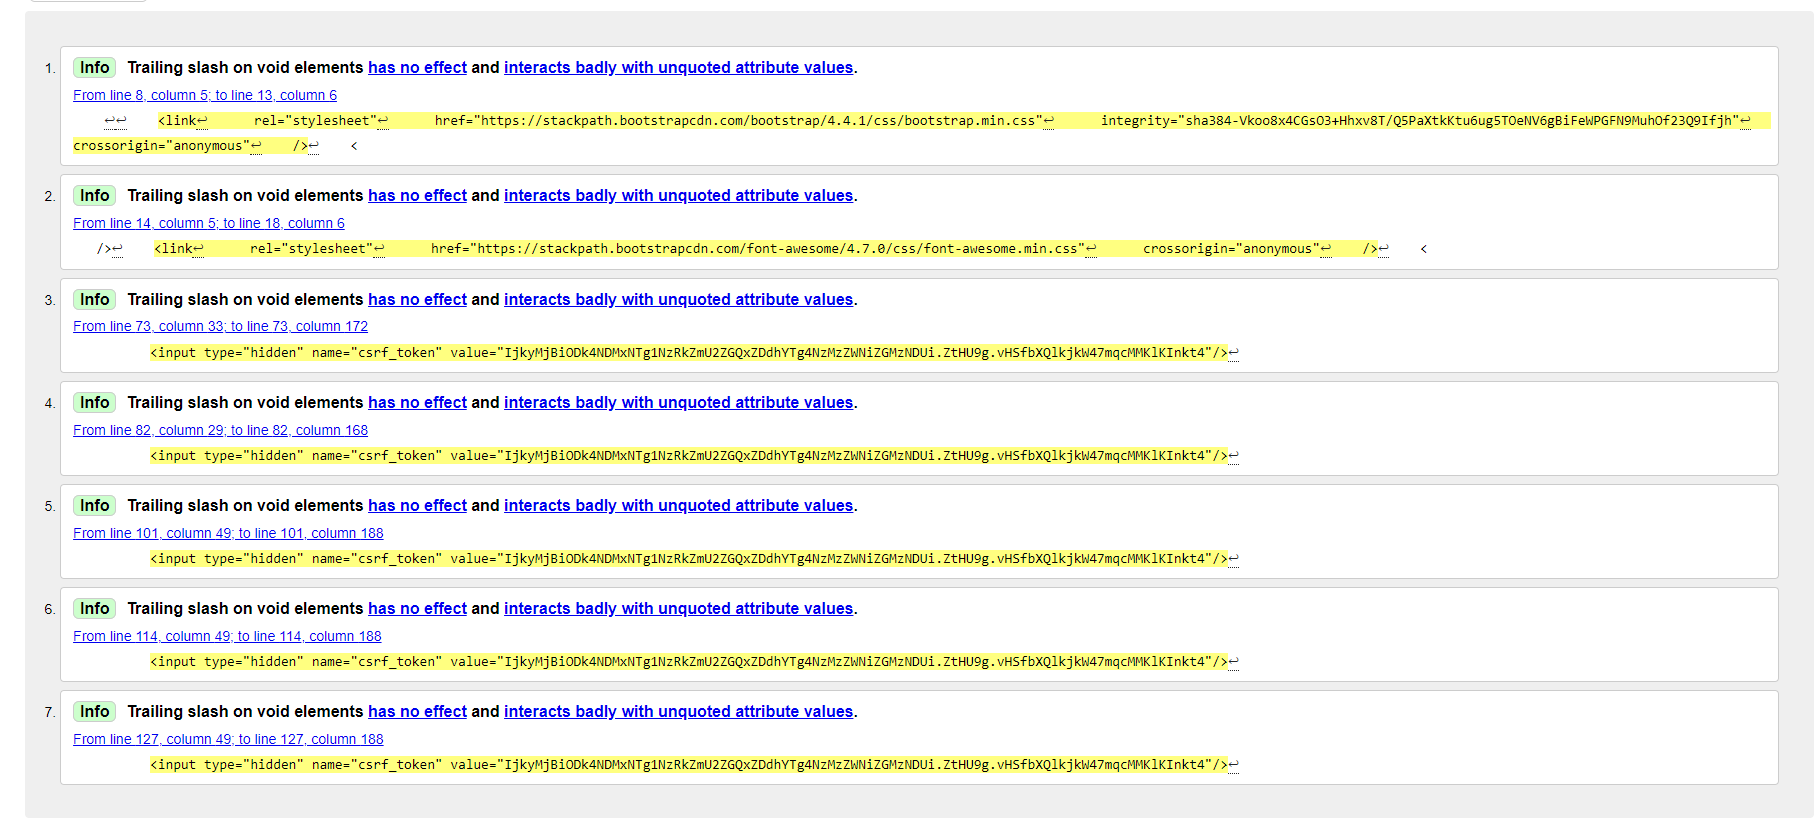 1. Info Trailing slash on void elements has no effect and interacts badly with unquoted attribute values.
From line 8, column 5; to line 13, column 6
↩↩ <link↩ rel="stylesheet"↩ href="https://stackpath.bootstrapcdn.com/bootstrap/4.4.1/css/bootstrap.min.css"↩ integrity="sha384-Vkoo8x4CGsO3+Hhxv8T/Q5PaXtkKtu6ug5TOeNV6gBiFeWPGFN9MuhOf23Q9Ifjh"↩
crossorigin="anonymous"↩ />↩ <
2. Info Trailing slash on void elements has no effect and interacts badly with unquoted attribute values.
From line 14, column 5; to line 18, column 6
/>↩ <link↩ rel="stylesheet"↩ href="https://stackpath.bootstrapcdn.com/font-awesome/4.7.0/css/font-awesome.min.css"↩ crossorigin="anonymous"↩ />↩ <
3. Info Trailing slash on void elements has no effect and interacts badly with unquoted attribute values.
From line 73, column 33; to line 73, column 172
<input type="hidden" name="csrf_token" value="IjkyMjBiODk4NDMxNTg1NzRkZmU2ZGQxZDdhYTg4NzMzZWNiZGMzNDUi.ZtHU9g.vHSfbXQlkjkW47mqcMMKlKInkt4"/>↩
4. Info Trailing slash on void elements has no effect and interacts badly with unquoted attribute values.
From line 82, column 29; to line 82, column 168
<input type="hidden" name="csrf_token" value="IjkyMjBiODk4NDMxNTg1NzRkZmU2ZGQxZDdhYTg4NzMzZWNiZGMzNDUi.ZtHU9g.vHSfbXQlkjkW47mqcMMKlKInkt4"/>↩
5. Info Trailing slash on void elements has no effect and interacts badly with unquoted attribute values.
From line 101, column 49; to line 101, column 188
<input type="hidden" name="csrf_token" value="IjkyMjBiODk4NDMxNTg1NzRkZmU2ZGQxZDdhYTg4NzMzZWNiZGMzNDUi.ZtHU9g.vHSfbXQlkjkW47mqcMMKlKInkt4"/>↩
6. Info Trailing slash on void elements has no effect and interacts badly with unquoted attribute values.
From line 114, column 49; to line 114, column 188
<input type="hidden" name="csrf_token" value="IjkyMjBiODk4NDMxNTg1NzRkZmU2ZGQxZDdhYTg4NzMzZWNiZGMzNDUi.ZtHU9g.vHSfbXQlkjkW47mqcMMKlKInkt4"/>↩
7. Info Trailing slash on void elements has no effect and interacts badly with unquoted attribute values.
From line 127, column 49; to line 127, column 188
<input type="hidden" name="csrf_token" value="IjkyMjBiODk4NDMxNTg1NzRkZmU2ZGQxZDdhYTg4NzMzZWNiZGMzNDUi.ZtHU9g.vHSfbXQlkjkW47mqcMMKlKInkt4"/>↩